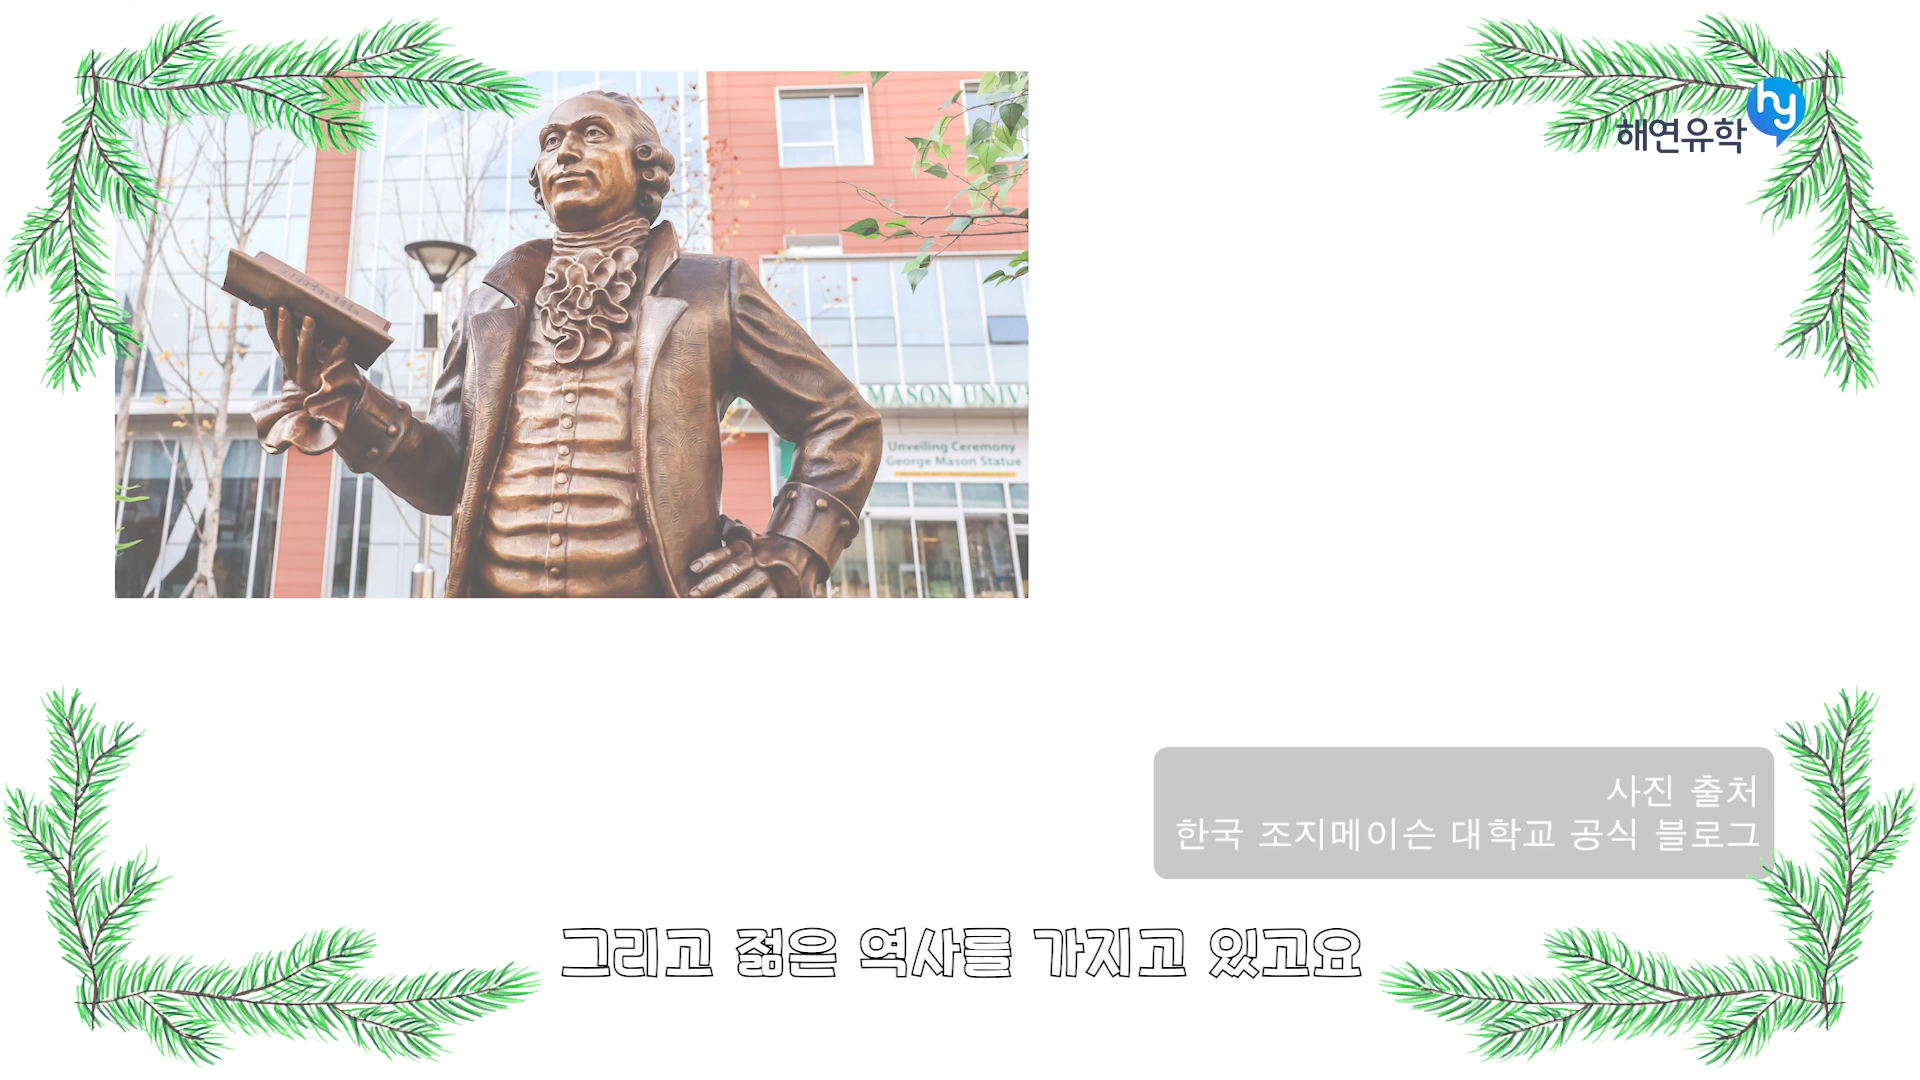 hy
해연유학
MASON UNIV
Unveiling Ceremony
George Mason Statue
사진 출처
한국 조지메이슨 대학교 공식 블로그
그리고 젊은 역사를 가지고 있고요